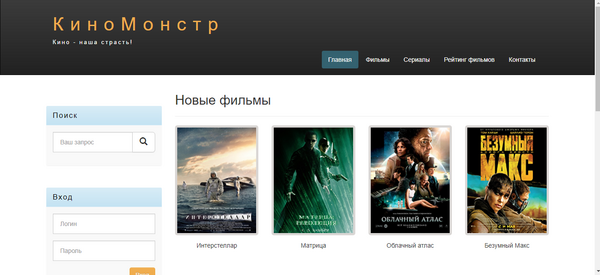 КиноМонстр
Кино - наша страсть!
Главная Фильмы Сериалы Рейтинг фильмов Контакты
Поиск
Ваш запрос
Вход
Логин
Пароль
Новые фильмы
ИНТЕРСТЕЛЛАР
МАТРИЦА
ОБЛАЧНЫЙ АТЛАС
БЕЗУМНЫЙ
МАКС
Интерстеллар
Матрица
Облачный атлас
Безумный Макс